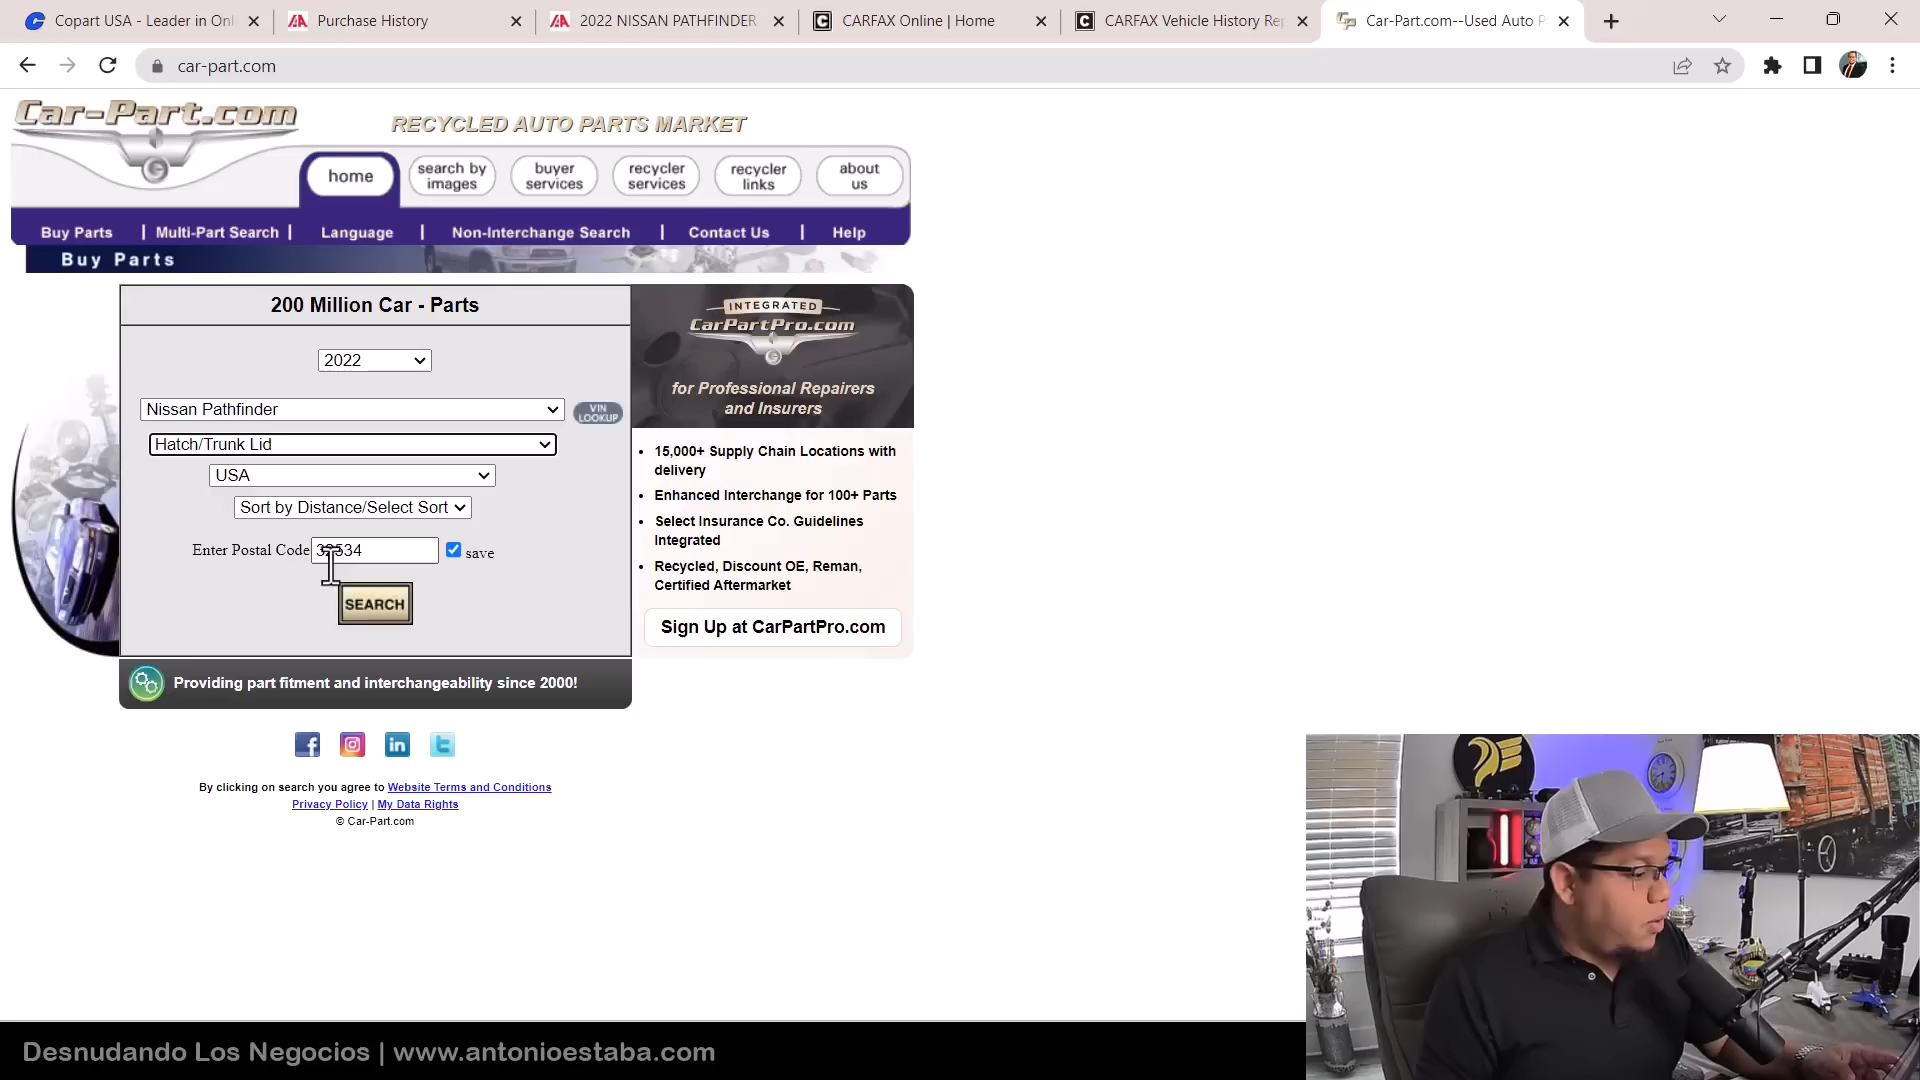 Copart USA - Leader in Onl
Purchase History
2022 NISSAN PATHFINDER
CARFAX Online | Home
CARFAX Vehicle History Rep
Car-Part.com--Used Auto P
car-part.com
Car-Part.com
RECYCLED AUTO PARTS MARKET
home
search by images
buyer services
recycler services
recycler links
about us
Buy Parts | Multi-Part Search | Language | Non-Interchange Search | Contact Us | Help
Buy Parts
200 Million Car - Parts
2022
Nissan Pathfinder
VIN LOOKUP
Hatch/Trunk Lid
USA
Sort by Distance/Select Sort
Enter Postal Code
save
SEARCH
Providing part fitment and interchangeability since 2000!
INTEGRATED
CarPartPro.com
for Professional Repairers
and Insurers
15,000+ Supply Chain Locations with
delivery
Enhanced Interchange for 100+ Parts
Select Insurance Co. Guidelines
Integrated
Recycled, Discount OE, Reman,
Certified Aftermarket
Sign Up at CarPartPro.com
By clicking on search you agree to Website Terms and Conditions
Privacy Policy | My Data Rights
© Car-Part.com
Desnudando Los Negocios | www.antonioestaba.com